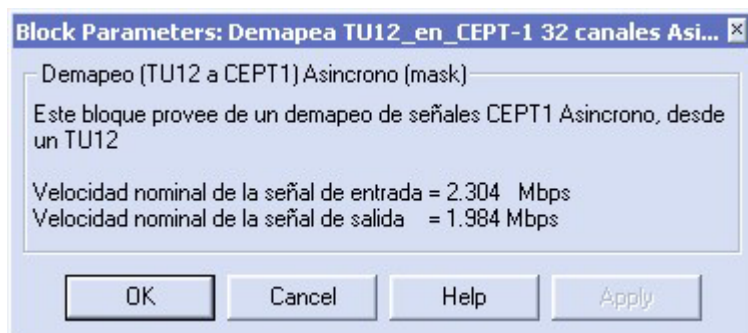 Block Parameters: Demapea TU12_en_CEPT-1 32 canales Asi...
Demapeo (TU12 a CEPT1) Asincrono (mask)
Este bloque provee de un demapeo de señales CEPT1 Asincrono, desde
un TU12
Velocidad nominal de la señal de entrada = 2.304 Mbps
Velocidad nominal de la señal de salida = 1.984 Mbps
OK Cancel Help Apply